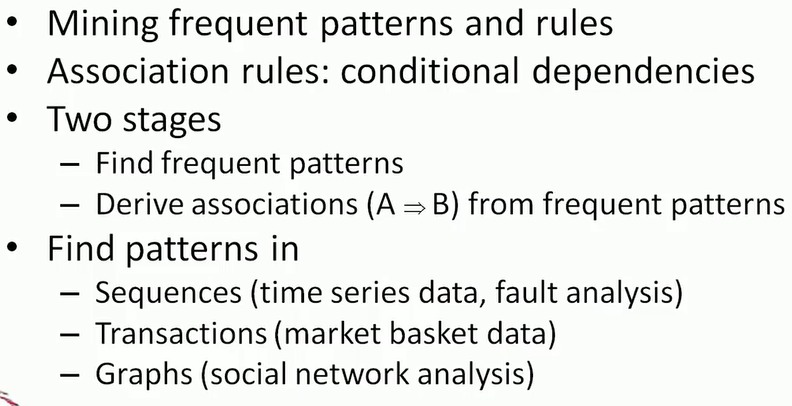 • Mining frequent patterns and rules
• Association rules: conditional dependencies
• Two stages
– Find frequent patterns
– Derive associations (A ⇒ B) from frequent patterns
• Find patterns in
– Sequences (time series data, fault analysis)
– Transactions (market basket data)
– Graphs (social network analysis)